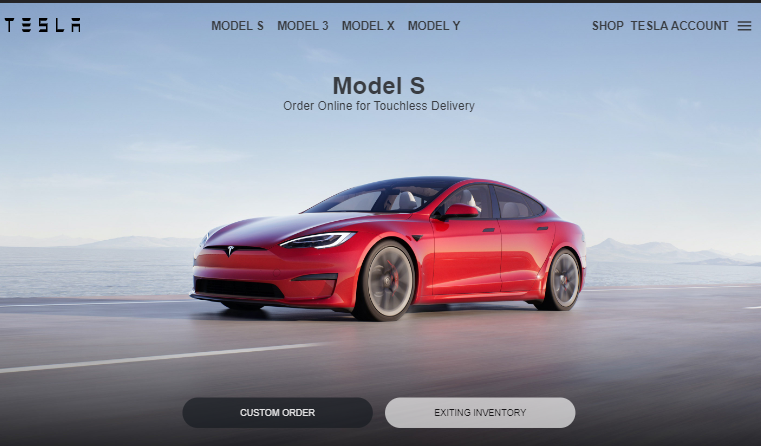 TESLA MODEL S MODEL 3 MODEL X MODEL Y SHOP TESLA ACCOUNT
Model S
Order Online for Touchless Delivery
CUSTOM ORDER EXITING INVENTORY